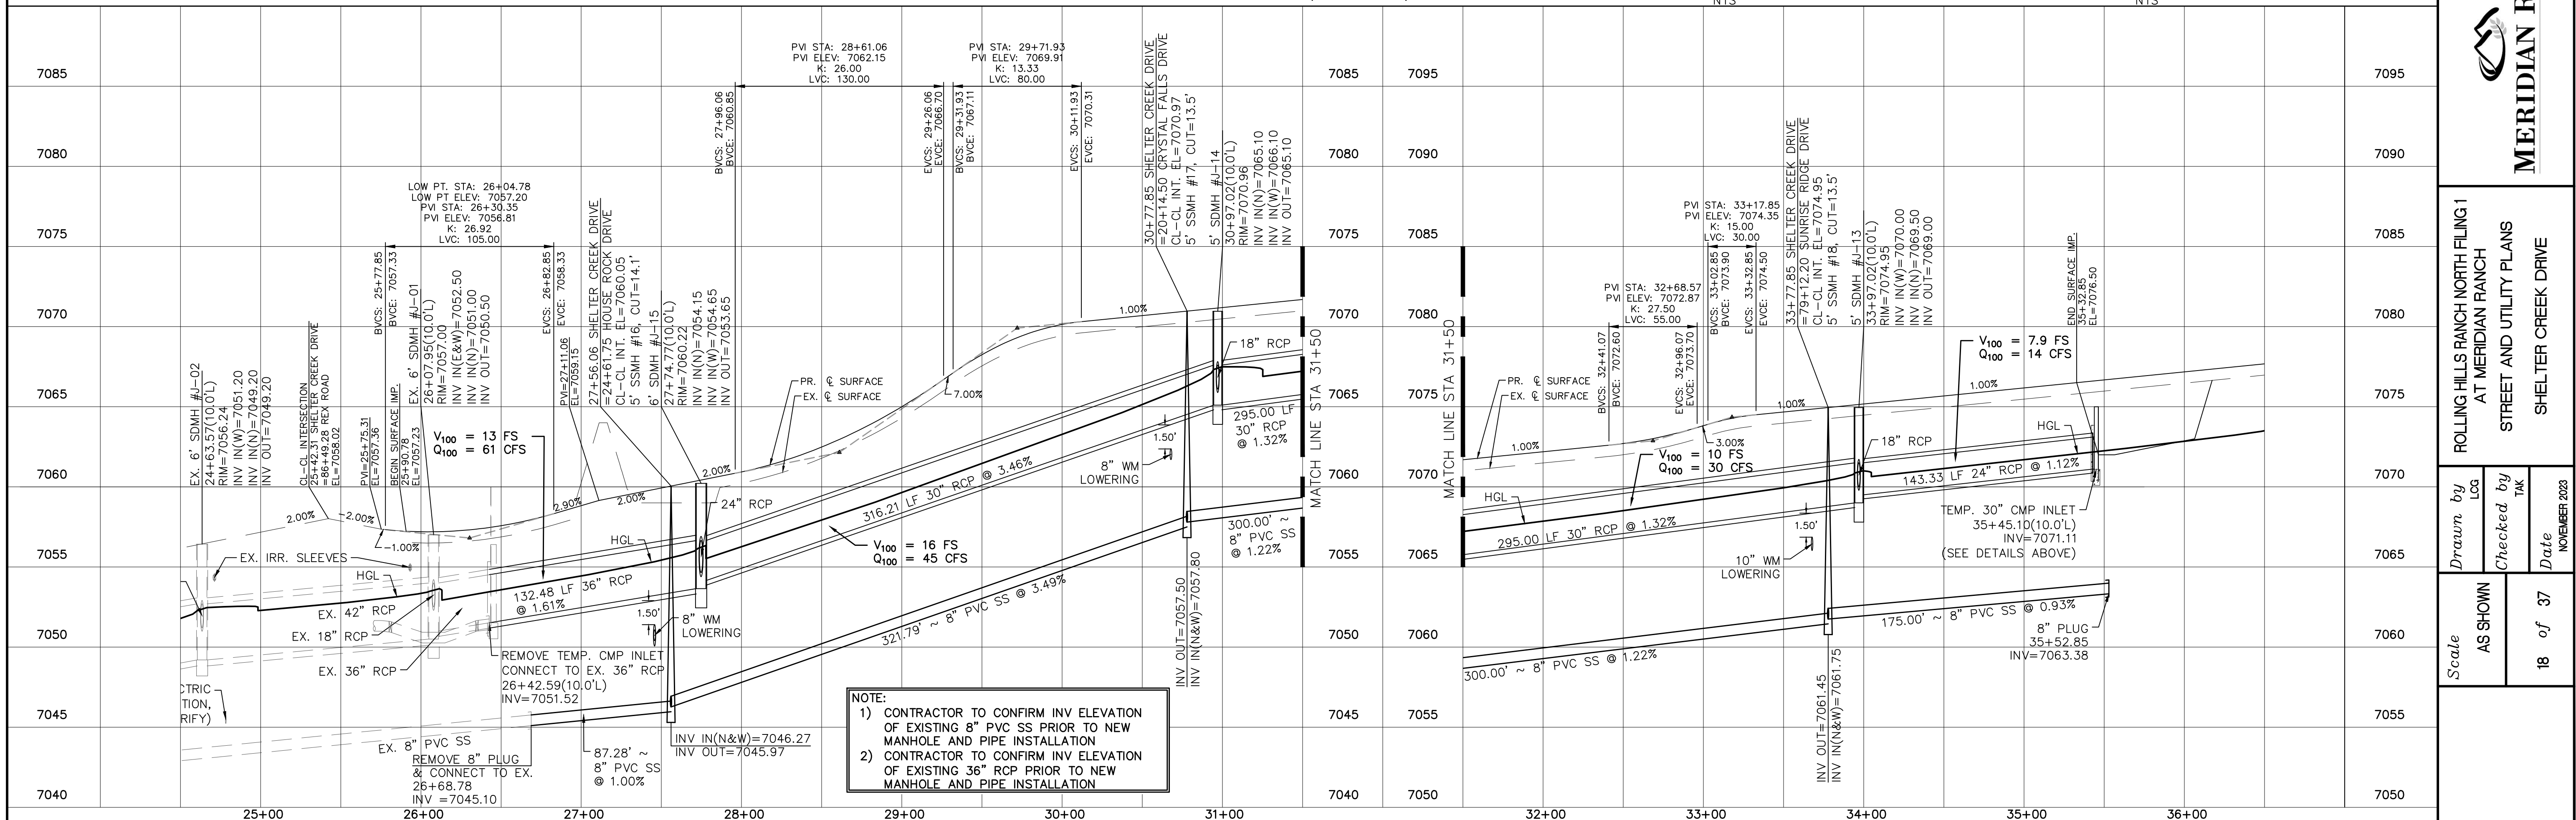 NTS
NTS
7085
7080
7075
7070
7065
7060
7055
7050
7045
7040
EX. 6' SDMH #J-02
24+63.57(10.0'L)
RIM=7056.24
INV IN(W)=7051.20
INV IN(N)=7049.20
INV OUT=7049.20
CL-CL INTERSECTION
25+42.31 SHELTER CREEK DRIVE
=86+49.28 REX ROAD
EL=7058.02
PVI=25+75.31
EL=7057.36
BEGIN SURFACE IMP.
25+90.78
EL=7057.23
LOW PT. STA: 26+04.78
LOW PT ELEV: 7057.20
PVI STA: 26+30.35
PVI ELEV: 7056.81
K: 26.92
LVC: 105.00
BVCS: 25+77.85
BVCE: 7057.33
EX. 6' SDMH #J-01
26+07.95(10.0'L)
RIM=7057.00
INV IN(E&W)=7052.50
INV IN(N)=7051.00
INV OUT=7050.50
EVCS: 26+82.85
EVCE: 7058.33
PVI=27+11.06
EL=7059.15
27+56.06 SHELTER CREEK DRIVE
=24+61.75 HOUSE ROCK DRIVE
CL-CL INT. EL=7060.05
5' SSMH #16, CUT=14.1'
6' SDMH #J-15
27+74.77(10.0'L)
RIM=7060.22
INV IN(N)=7054.15
INV IN(W)=7054.65
INV OUT=7053.65
PVI STA: 28+61.06
PVI ELEV: 7062.15
K: 26.00
LVC: 130.00
BVCS: 27+96.06
BVCE: 7060.85
EVCS: 29+26.06
EVCE: 7066.70
PVI STA: 29+71.93
PVI ELEV: 7069.91
K: 13.33
LVC: 80.00
BVCS: 29+31.93
BVCE: 7067.11
EVCS: 30+11.93
EVCE: 7070.31
30+77.85 SHELTER CREEK DRIVE
=20+14.50 CRYSTAL FALLS DRIVE
CL-CL INT. EL=7070.97
5' SSMH #17, CUT=13.5'
5' SDMH #J-14
30+97.02(10.0'L)
RIM=7070.96
INV IN(N)=7065.10
INV IN(W)=7066.10
INV OUT=7065.10
2.00%
-2.00%
-1.00%
2.90%
2.00%
2.00%
7.00%
1.00%
V100 = 13 FS
Q100 = 61 CFS
PR. ℄ SURFACE
EX. ℄ SURFACE
EX. IRR. SLEEVES
HGL
EX. 42" RCP
EX. 18" RCP
EX. 36" RCP
HGL
132.48 LF 36" RCP
@ 1.61%
24" RCP
316.21 LF 30" RCP @ 3.46%
V100 = 16 FS
Q100 = 45 CFS
1.50'
8" WM
LOWERING
1.50'
8" WM
LOWERING
18" RCP
295.00 LF
30" RCP
@ 1.32%
REMOVE TEMP. CMP INLET
CONNECT TO EX. 36" RCP
26+42.59(10.0'L)
INV=7051.52
CTRIC
TION,
RIFY)
EX. 8" PVC SS
REMOVE 8" PLUG
& CONNECT TO EX.
26+68.78
INV =7045.10
87.28' ~
8" PVC SS
@ 1.00%
INV IN(N&W)=7046.27
INV OUT=7045.97
321.79' ~ 8" PVC SS @ 3.49%
300.00' ~
8" PVC SS
@ 1.22%
INV OUT=7057.50
INV IN(N&W)=7057.80
NOTE:
1) CONTRACTOR TO CONFIRM INV ELEVATION
OF EXISTING 8" PVC SS PRIOR TO NEW
MANHOLE AND PIPE INSTALLATION
2) CONTRACTOR TO CONFIRM INV ELEVATION
OF EXISTING 36" RCP PRIOR TO NEW
MANHOLE AND PIPE INSTALLATION
25+00
26+00
27+00
28+00
29+00
30+00
31+00
MATCH LINE STA 31+50
7085
7080
7075
7070
7065
7060
7055
7050
7045
7040
7095
7090
7085
7080
7075
7070
7065
7060
7055
7050
MATCH LINE STA 31+50
PR. ℄ SURFACE
EX. ℄ SURFACE
1.00%
PVI STA: 32+68.57
PVI ELEV: 7072.87
K: 27.50
LVC: 55.00
BVCS: 32+41.07
BVCE: 7072.60
EVCS: 32+96.07
EVCE: 7073.70
PVI STA: 33+17.85
PVI ELEV: 7074.35
K: 15.00
LVC: 30.00
BVCS: 33+02.85
BVCE: 7073.90
EVCS: 33+32.85
EVCE: 7074.50
3.00%
1.00%
1.00%
33+77.85 SHELTER CREEK DRIVE
=79+12.20 SUNRISE RIDGE DRIVE
CL-CL INT. EL=7074.95
5' SSMH #18, CUT=13.5'
5' SDMH #J-13
33+97.02(10.0'L)
RIM=7074.95
INV IN(W)=7070.00
INV IN(N)=7069.50
INV OUT=7069.00
V100 = 7.9 FS
Q100 = 14 CFS
END SURFACE IMP.
35+32.85
EL=7076.50
HGL
V100 = 10 FS
Q100 = 30 CFS
295.00 LF 30" RCP @ 1.32%
18" RCP
HGL
143.33 LF 24" RCP @ 1.12%
1.50'
10" WM
LOWERING
TEMP. 30" CMP INLET
35+45.10(10.0'L)
INV=7071.11
(SEE DETAILS ABOVE)
300.00' ~ 8" PVC SS @ 1.22%
175.00' ~ 8" PVC SS @ 0.93%
8" PLUG
35+52.85
INV=7063.38
INV OUT=7061.45
INV IN(N&W)=7061.75
32+00
33+00
34+00
35+00
36+00
7095
7090
7085
7080
7075
7070
7065
7060
7055
7050
MERIDIAN R
ROLLING HILLS RANCH NORTH FILING 1
AT MERIDIAN RANCH
STREET AND UTILITY PLANS
SHELTER CREEK DRIVE
Drawn by
LCG
Checked by
TAK
Date
NOVEMBER 2023
Scale
AS SHOWN
18 of 37